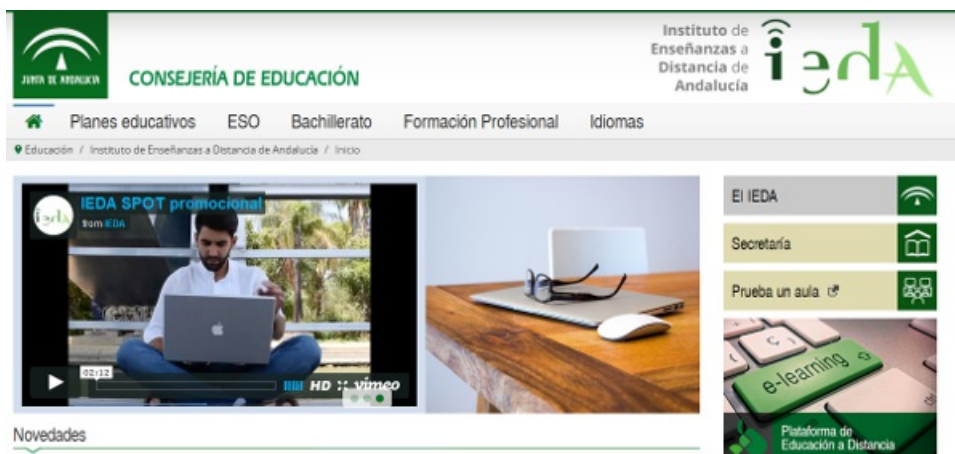 JUNTA DE ANDALUCIA
CONSEJERÍA DE EDUCACIÓN
Instituto de
Enseñanzas a
Distancia de
Andalucía
ieda
Planes educativos ESO Bachillerato Formación Profesional Idiomas
Educación / Instituto de Enseñanzas a Distancia de Andalucía / Inicio
ieda
IEDA SPOT promocional
from IEDA
02:12
HD vimeo
El IEDA
Secretaría
Prueba un aula
e-learning
Plataforma de
Educación a Distancia
Novedades